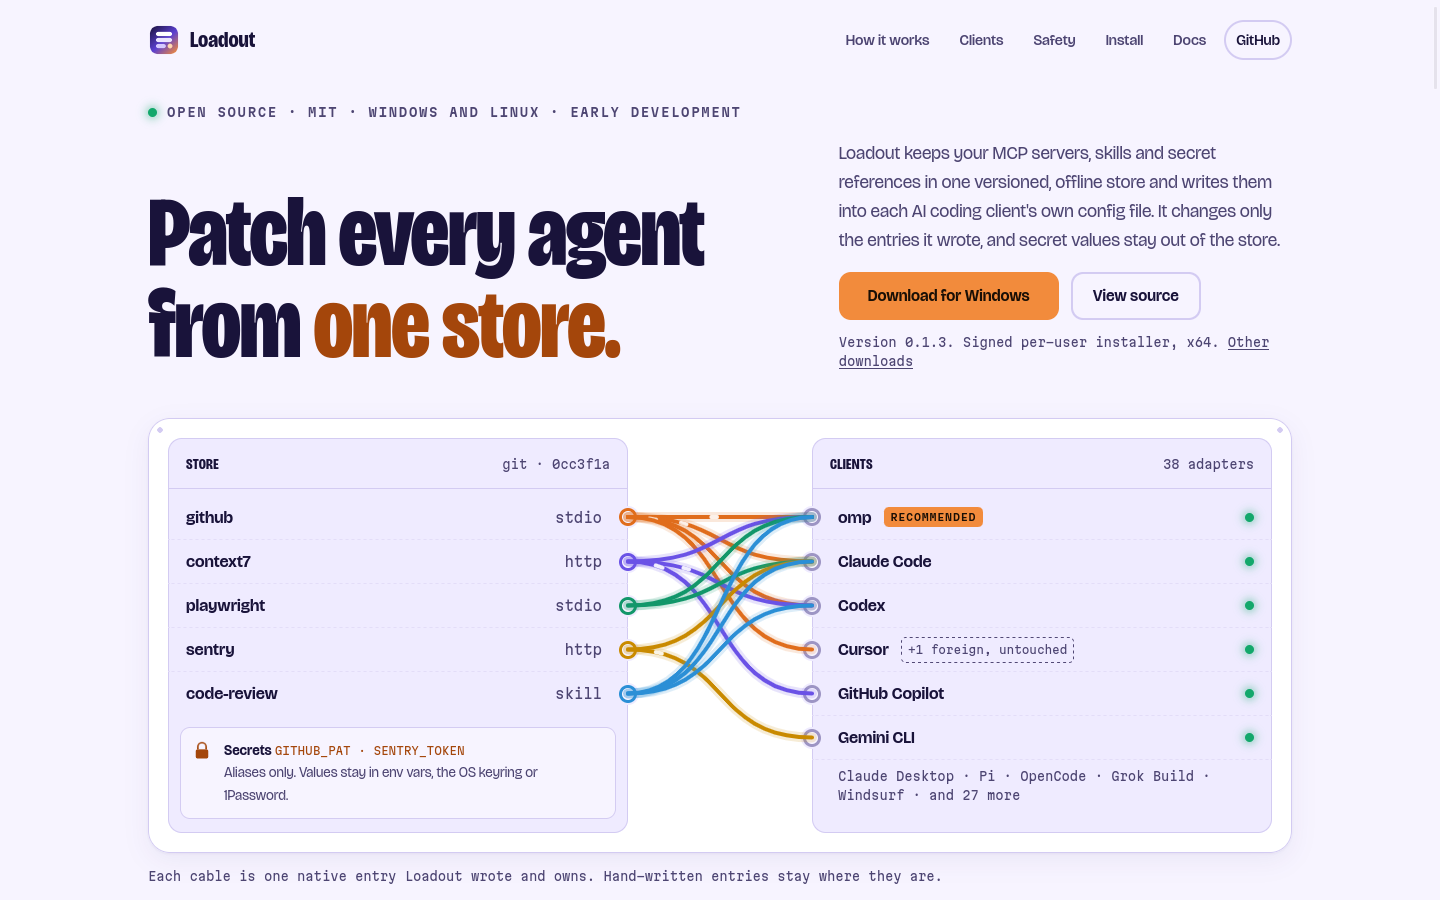 Loadout
How it works
Clients
Safety
Install
Docs
GitHub
OPEN SOURCE · MIT · WINDOWS AND LINUX · EARLY DEVELOPMENT
Patch every agent
from one store.
Loadout keeps your MCP servers, skills and secret
references in one versioned, offline store and writes them
into each AI coding client's own config file. It changes only
the entries it wrote, and secret values stay out of the store.
Download for Windows
View source
Version 0.1.3. Signed per-user installer, x64. Other
downloads
STORE
git · 0cc3f1a
github
stdio
context7
http
playwright
stdio
sentry
http
code-review
skill
Secrets GITHUB_PAT · SENTRY_TOKEN
Aliases only. Values stay in env vars, the OS keyring or
1Password.
CLIENTS
38 adapters
omp RECOMMENDED
Claude Code
Codex
Cursor +1 foreign, untouched
GitHub Copilot
Gemini CLI
Claude Desktop · Pi · OpenCode · Grok Build ·
Windsurf · and 27 more
Each cable is one native entry Loadout wrote and owns. Hand-written entries stay where they are.